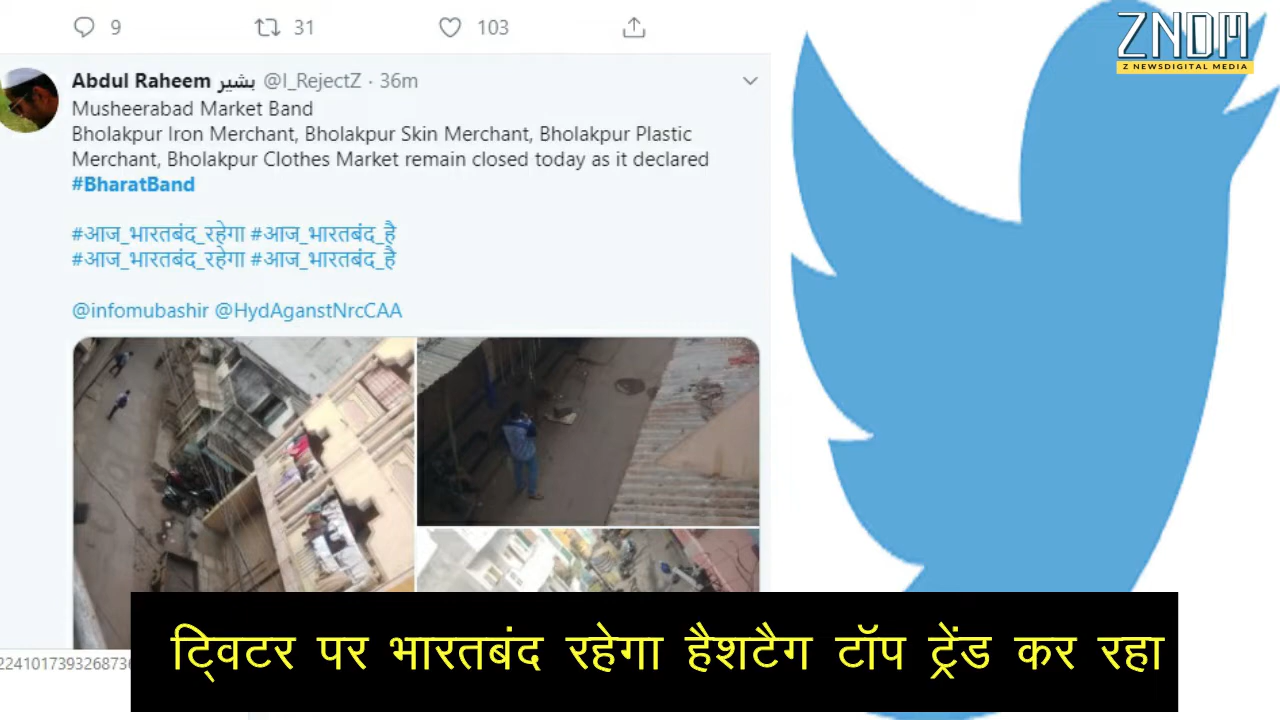 9 31 103
ZNDM
Z NEWSDIGITAL MEDIA
Abdul Raheem بشیر @I_RejectZ · 36m
Musheerabad Market Band
Bholakpur Iron Merchant, Bholakpur Skin Merchant, Bholakpur Plastic
Merchant, Bholakpur Clothes Market remain closed today as it declared
#BharatBand
#आज_भारतबंद_रहेगा #आज_भारतबंद_है
#आज_भारतबंद_रहेगा #आज_भारतबंद_है
@infomubashir @HydAganstNrcCAA
ट्विटर पर भारतबंद रहेगा हैशटैग टॉप ट्रेंड कर रहा